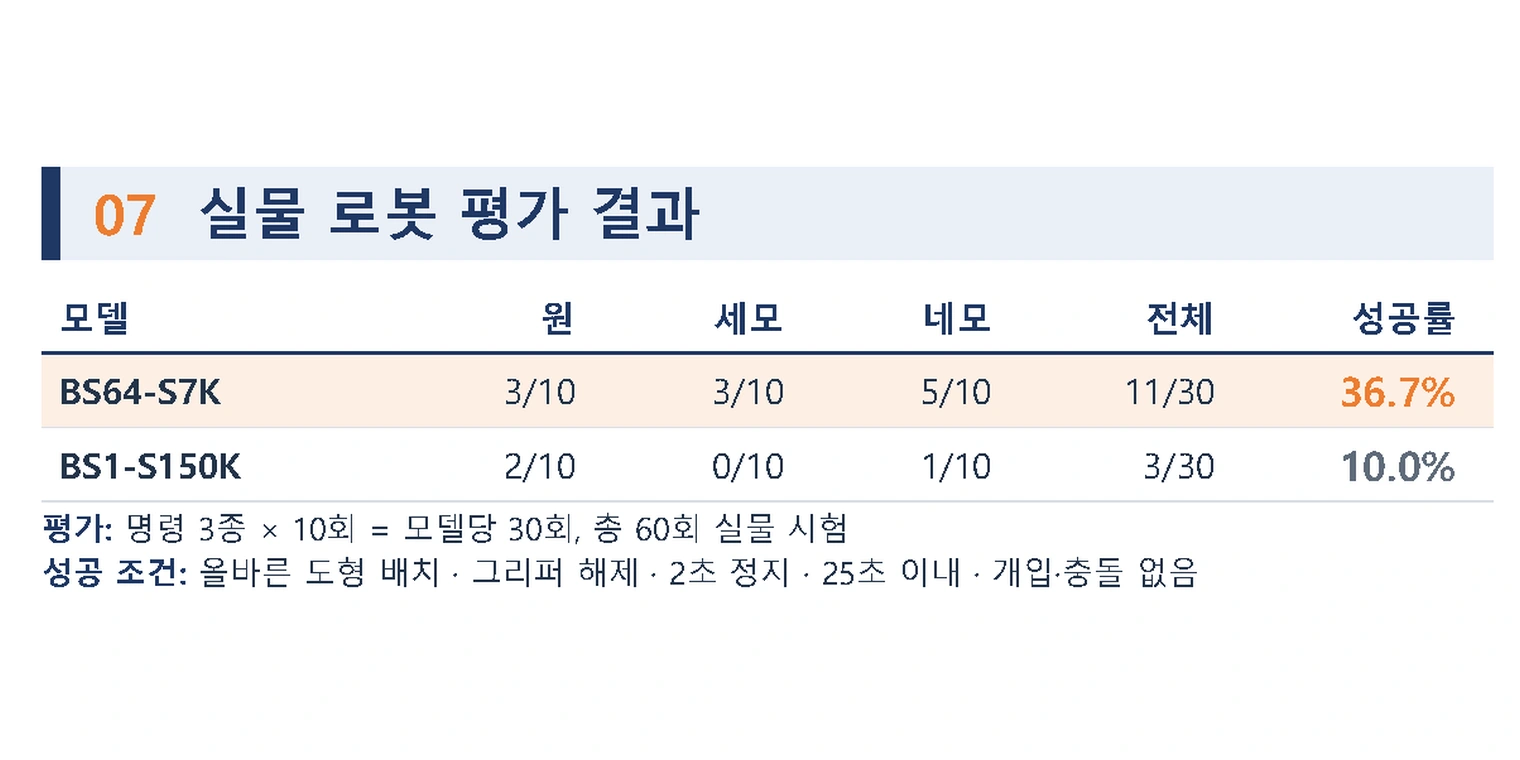 07 실물 로봇 평가 결과
모델 원 세모 네모 전체 성공률
BS64-S7K 3/10 3/10 5/10 11/30 36.7%
BS1-S150K 2/10 0/10 1/10 3/30 10.0%
평가: 명령 3종 × 10회 = 모델당 30회, 총 60회 실물 시험
성공 조건: 올바른 도형 배치 · 그리퍼 해제 · 2초 정지 · 25초 이내 · 개입·충돌 없음